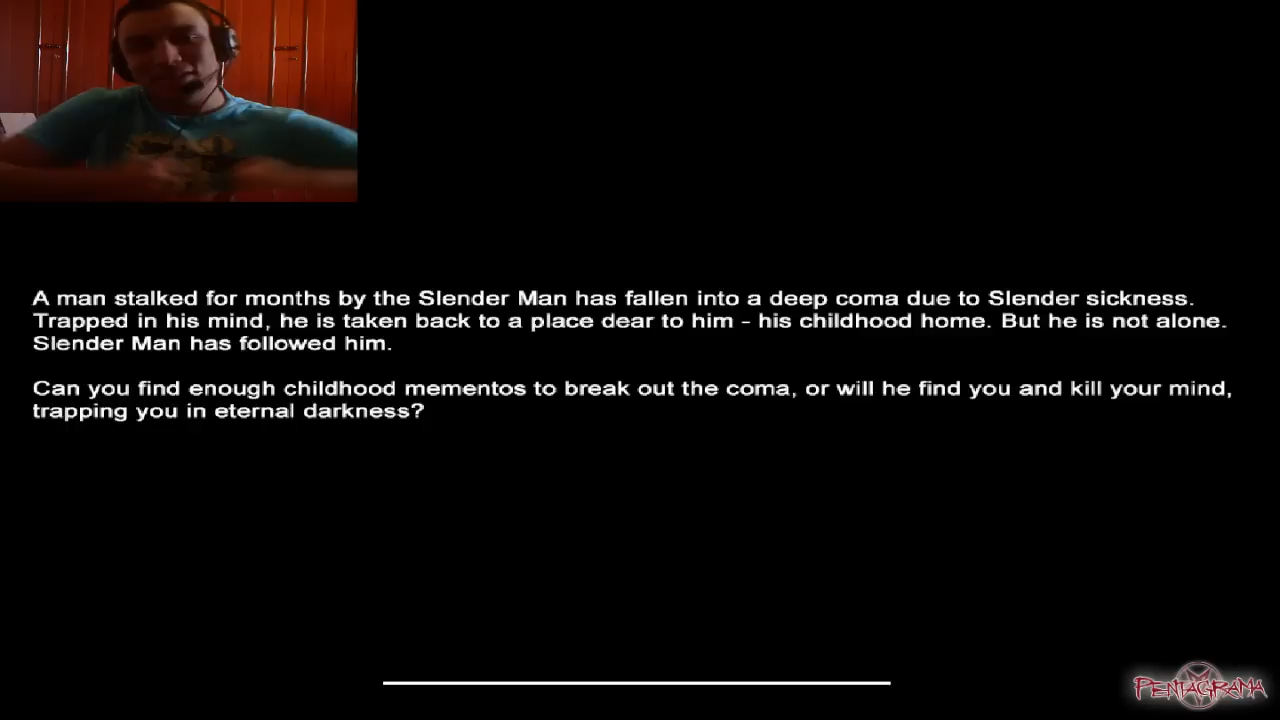 A man stalked for months by the Slender Man has fallen into a deep coma due to Slender sickness.
Trapped in his mind, he is taken back to a place dear to him - his childhood home. But he is not alone.
Slender Man has followed him.
Can you find enough childhood mementos to break out the coma, or will he find you and kill your mind,
trapping you in eternal darkness?
PENTAGRAMA